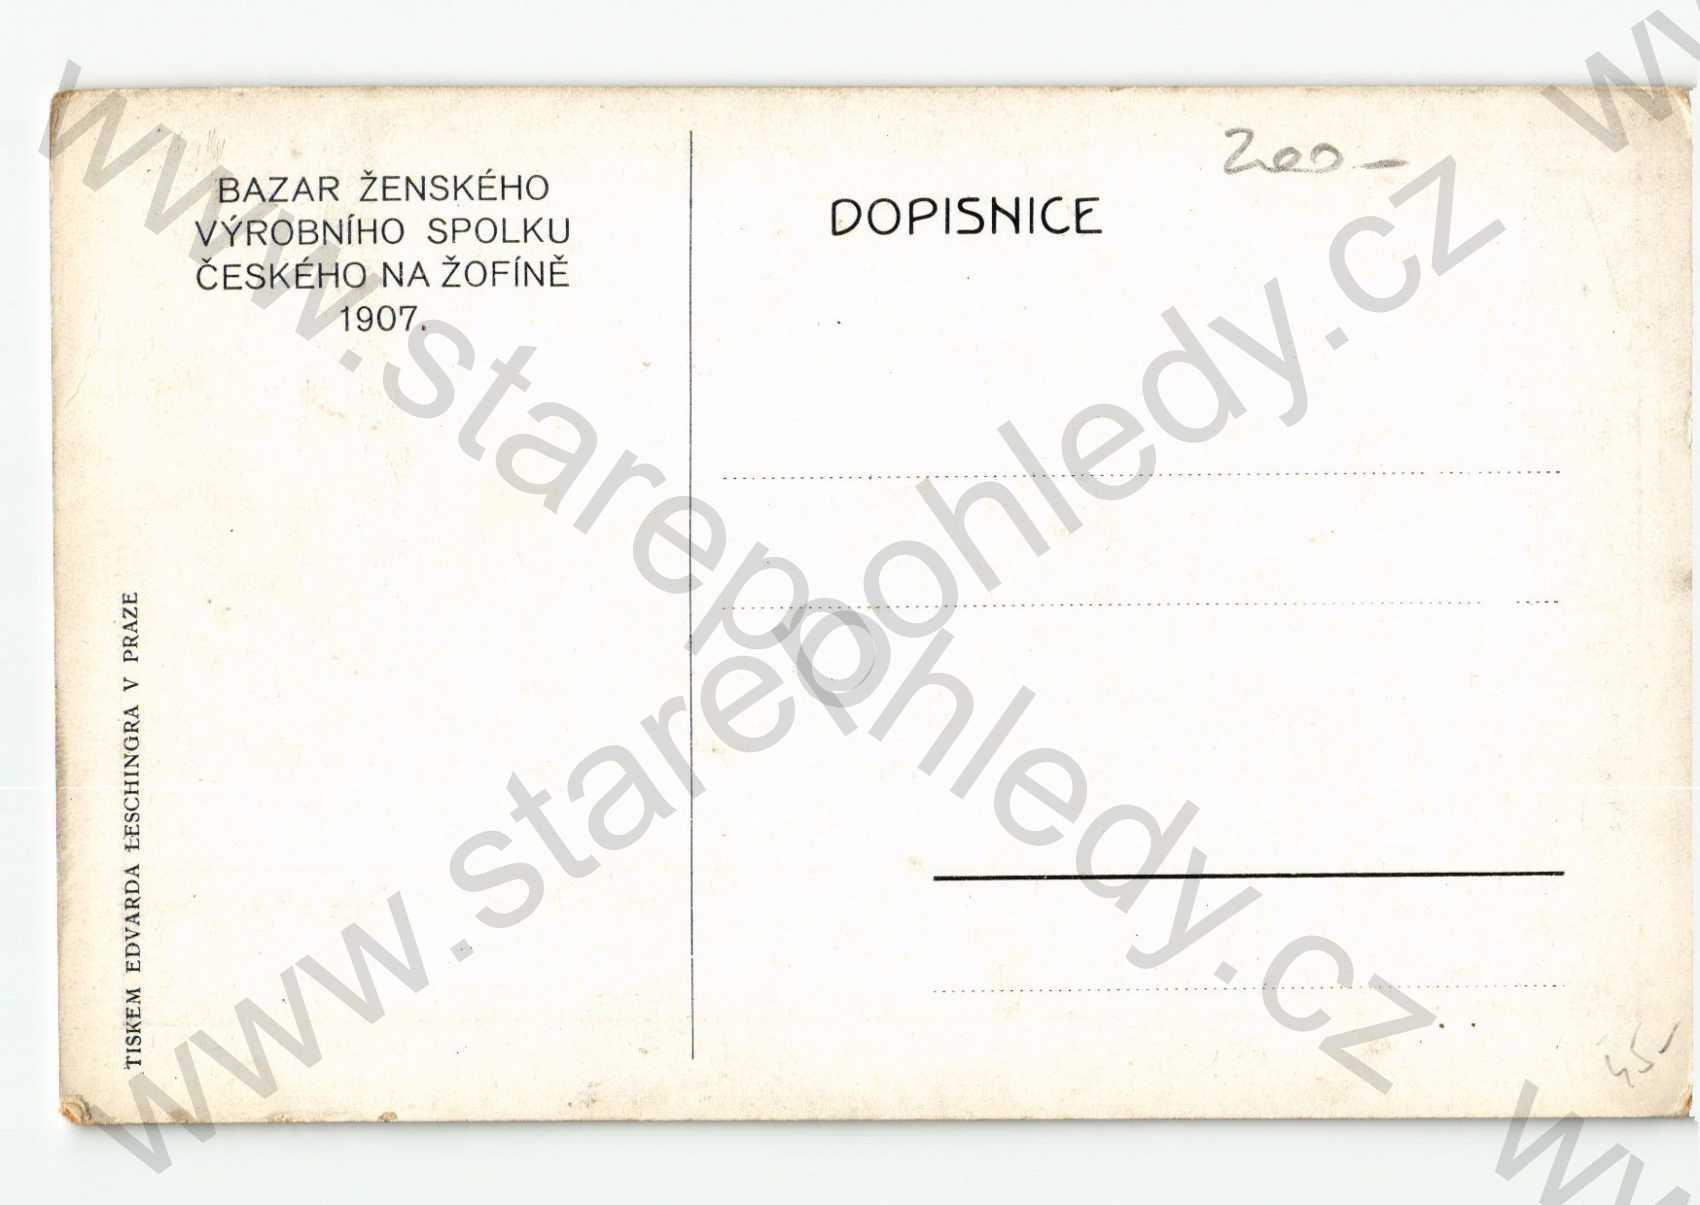 BAZAR ŽENSKÉHO
VÝROBNÍHO SPOLKU
ČESKÉHO NA ŽOFÍNĚ
1907.
TISKEM EDVARDA LESCHINGRA V PRAZE
DOPISNICE
200-
45-
www.starepohledy.cz
www.starepohledy.cz